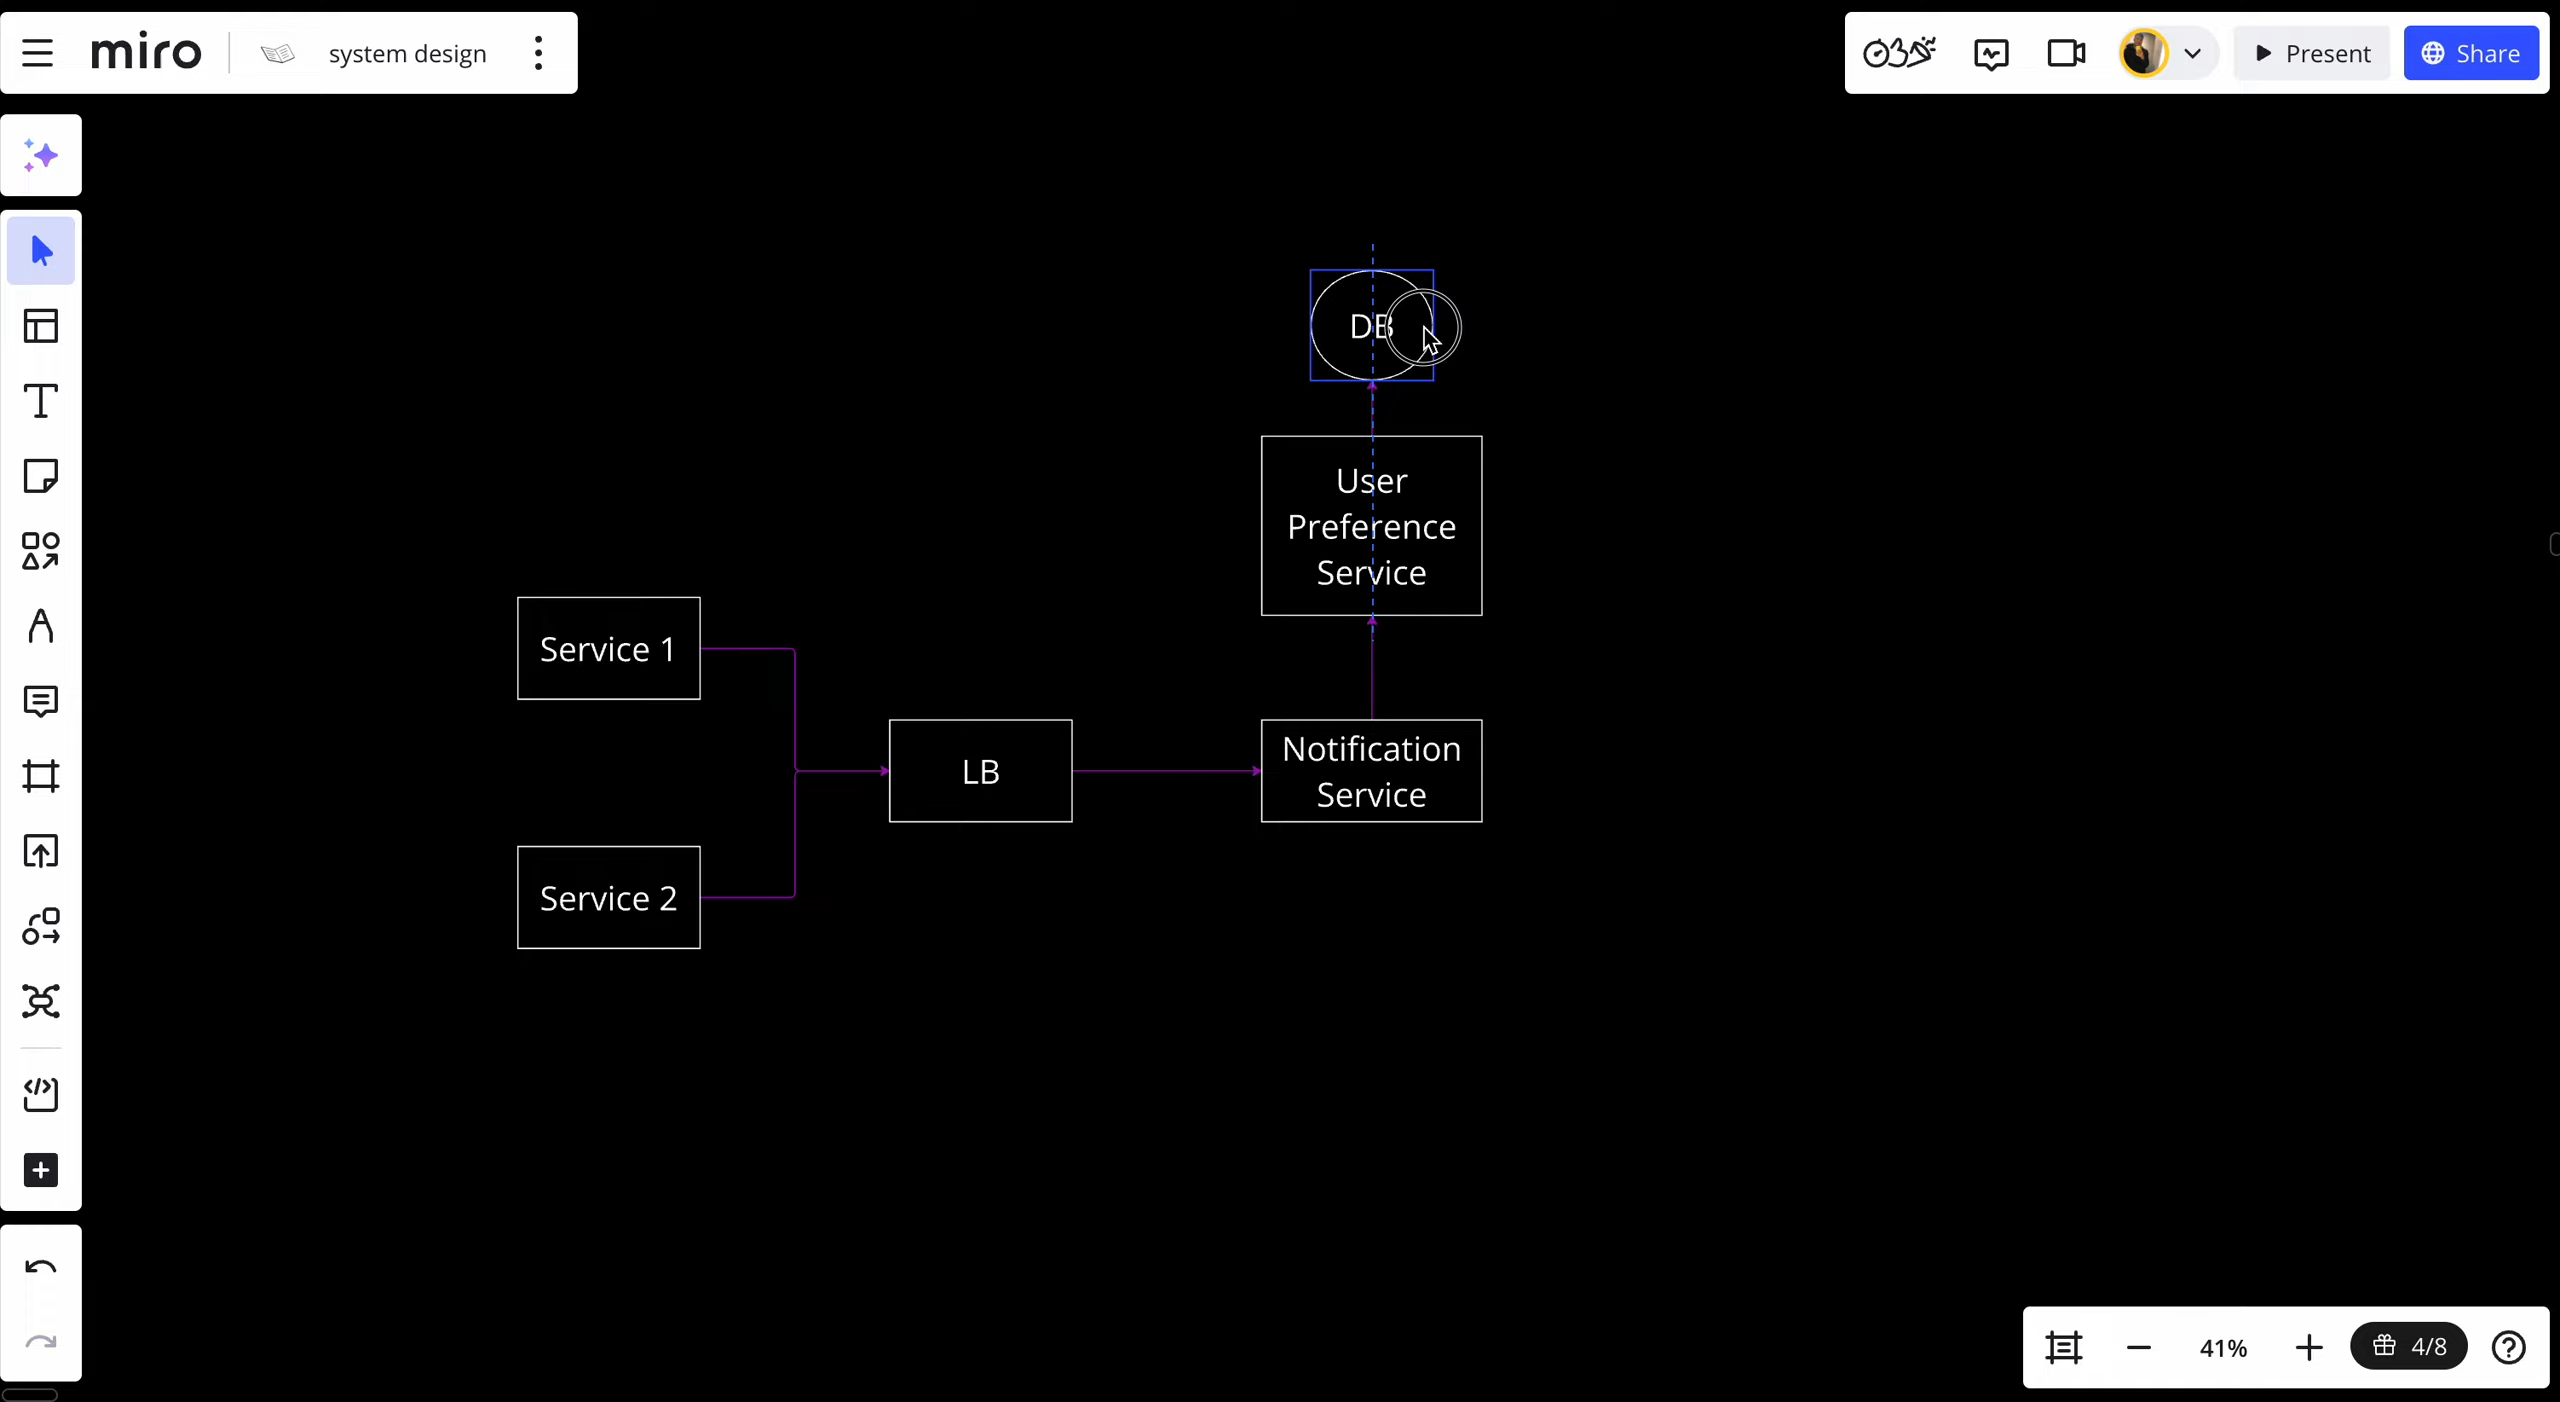 miro
system design
Present
Share
DB
User
Preference
Service
Service 1
LB
Notification
Service
Service 2
41%
4/8